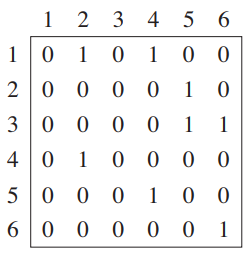 1 2 3 4 5 6
1 0 1 0 1 0 0
2 0 0 0 0 1 0
3 0 0 0 0 1 1
4 0 1 0 0 0 0
5 0 0 0 1 0 0
6 0 0 0 0 0 1